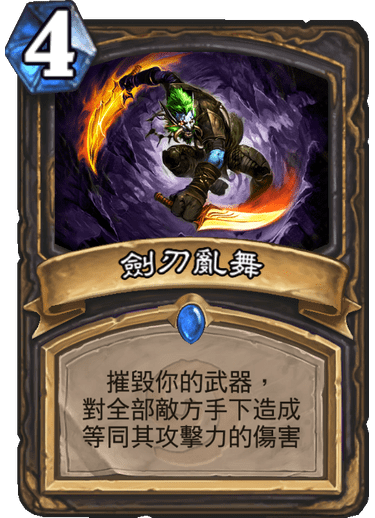 4
劍刃亂舞
摧毀你的武器，
對全部敵方手下造成
等同其攻擊力的傷害